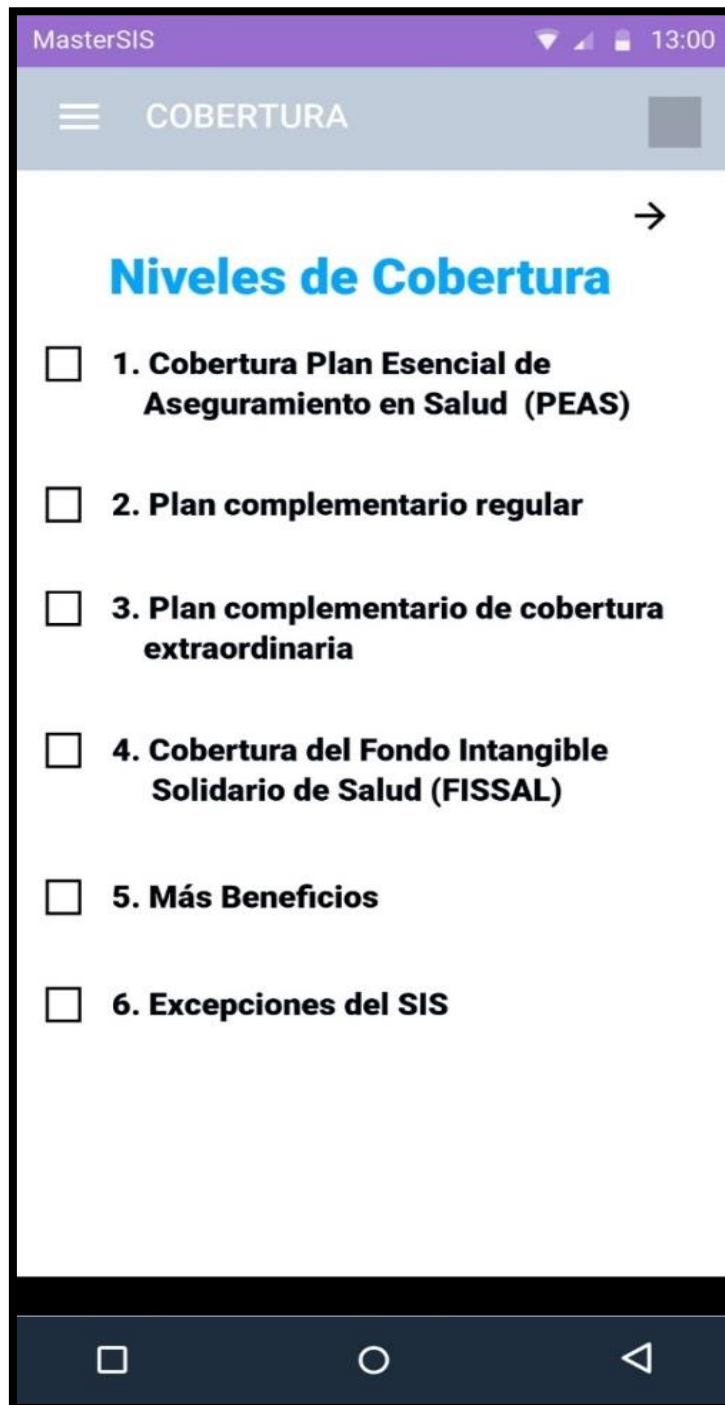 MasterSIS 13:00
COBERTURA
Niveles de Cobertura
1. Cobertura Plan Esencial de
Aseguramiento en Salud (PEAS)
2. Plan complementario regular
3. Plan complementario de cobertura
extraordinaria
4. Cobertura del Fondo Intangible
Solidario de Salud (FISSAL)
5. Más Beneficios
6. Excepciones del SIS